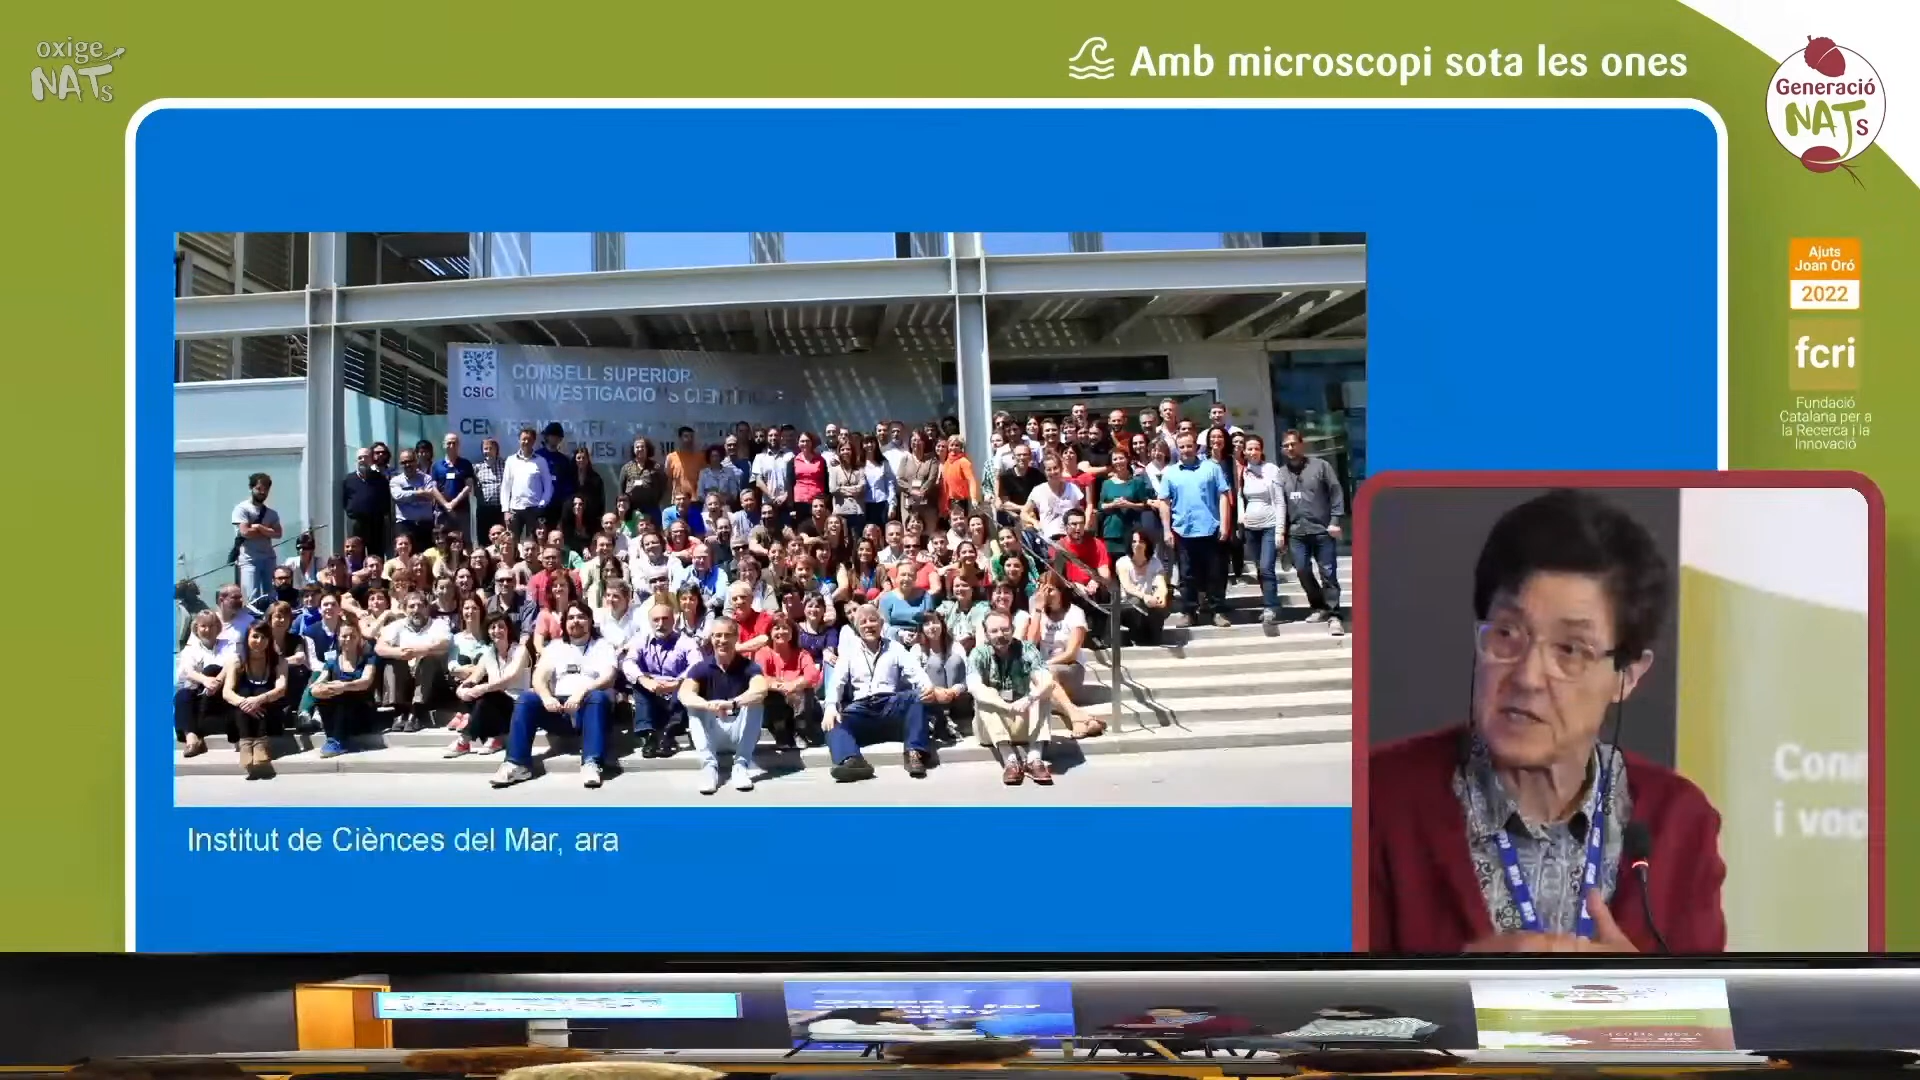 oxige
NATs
Amb microscopi sota les ones
Generació
NATs
Ajuts
Joan Oró
2022
fcri
Fundació
Catalana per a
la Recerca i la
Innovació
CSIC
CONSELL SUPERIOR
D'INVESTIGACIO
Institut de Ciènces del Mar, ara
i voc